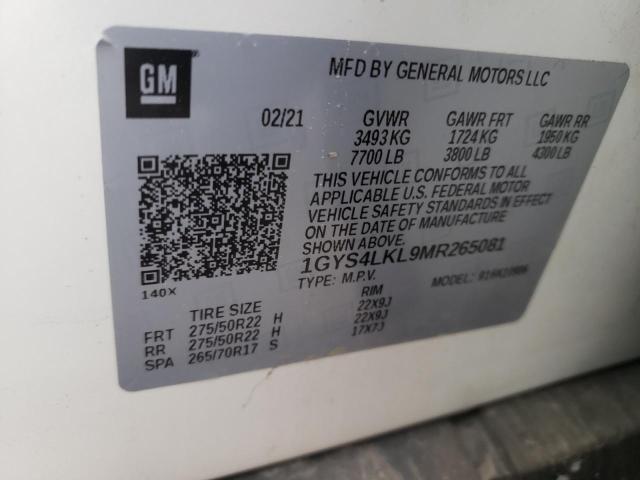 GM
MFD BY GENERAL MOTORS LLC
02/21 GVWR GAWR FRT GAWR RR
3493 KG 1724 KG 1950 KG
7700 LB 3800 LB 4300 LB
THIS VEHICLE CONFORMS TO ALL
APPLICABLE U.S. FEDERAL MOTOR
VEHICLE SAFETY STANDARDS IN EFFECT
ON THE DATE OF MANUFACTURE
SHOWN ABOVE.
1GYS4LKL9MR265081
TYPE: M.P.V. MODEL:
140X
TIRE SIZE RIM
FRT 275/50R22 H 22X9J
RR 275/50R22 H 22X9J
SPA 265/70R17 S 17X7J